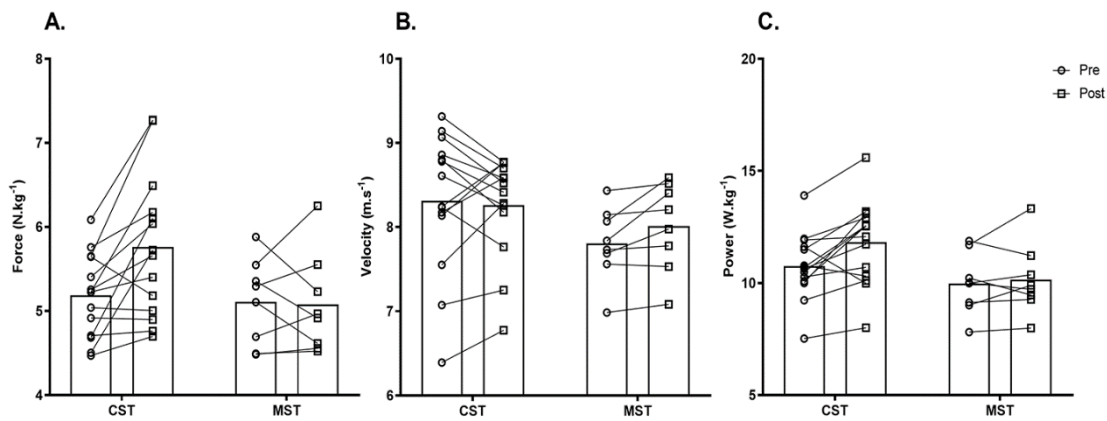 A.
8
7
6
5
4
Force (N.kg⁻¹)
CST
MST
B.
10
9
8
7
6
Velocity (m.s⁻¹)
CST
MST
C.
20
15
10
5
Power (W.kg⁻¹)
CST
MST
Pre
Post